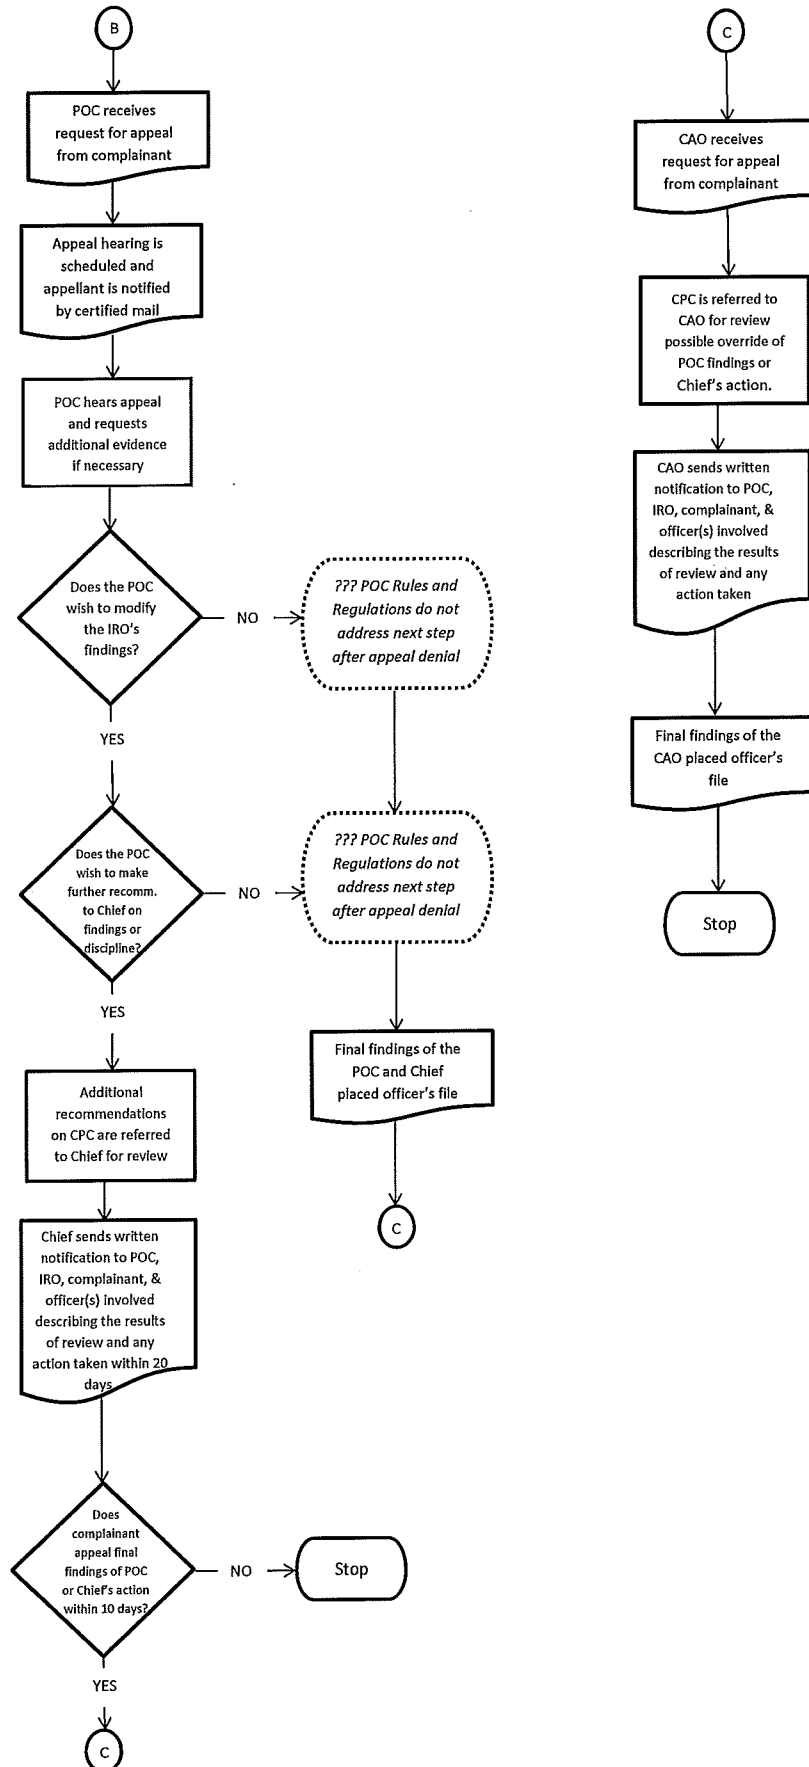 B
POC receives
request for appeal
from complainant
Appeal hearing is
scheduled and
appellant is notified
by certified mail
POC hears appeal
and requests
additional evidence
if necessary
Does the POC
wish to modify
the IRO's
findings?
NO
??? POC Rules and
Regulations do not
address next step
after appeal denial
YES
Does the POC
wish to make
further recomm.
to Chief on
findings or
discipline?
NO
??? POC Rules and
Regulations do not
address next step
after appeal denial
YES
Final findings of the
POC and Chief
placed officer's file
C
Additional
recommendations
on CPC are referred
to Chief for review
Chief sends written
notification to POC,
IRO, complainant, &
officer(s) involved
describing the results
of review and any
action taken within 20
days
Does
complainant
appeal final
findings of POC
or Chief's action
within 10 days?
NO
Stop
YES
C
C
CAO receives
request for appeal
from complainant
CPC is referred to
CAO for review
possible override of
POC findings or
Chief's action.
CAO sends written
notification to POC,
IRO, complainant, &
officer(s) involved
describing the results
of review and any
action taken
Final findings of the
CAO placed officer's
file
Stop